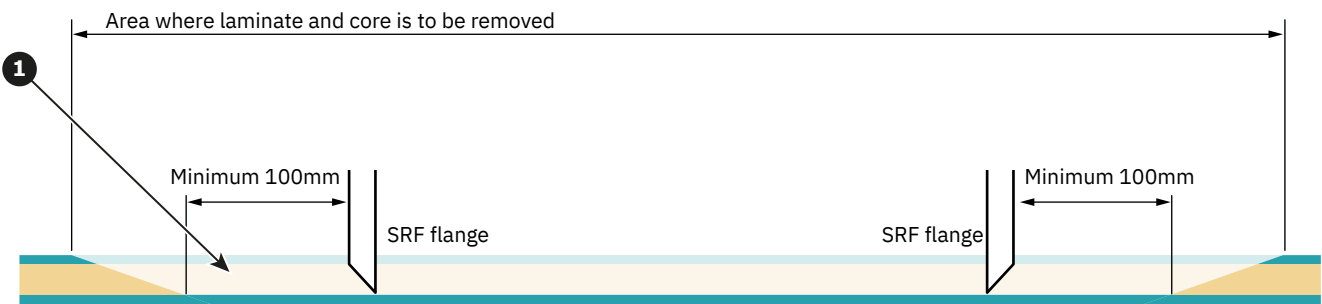 Area where laminate and core is to be removed
1
Minimum 100mm
Minimum 100mm
SRF flange
SRF flange